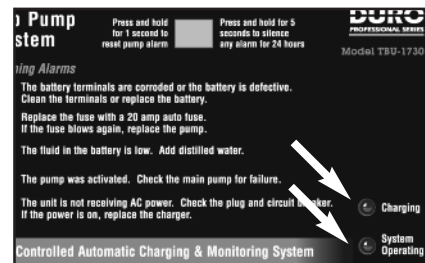 Pump
stem
Press and hold
for 1 second to
reset pump alarm
Press and hold for 5
seconds to silence
any alarm for 24 hours
DURO
PROFESSIONAL SERIES
Model TBU-1730
ning Alarms
The battery terminals are corroded or the battery is defective.
Clean the terminals or replace the battery.
Replace the fuse with a 20 amp auto fuse.
If the fuse blows again, replace the pump.
The fluid in the battery is low. Add distilled water.
The pump was activated. Check the main pump for failure.
The unit is not receiving AC power. Check the plug and circuit breaker.
If the power is on, replace the charger.
Charging
System
Operating
Controlled Automatic Charging & Monitoring System